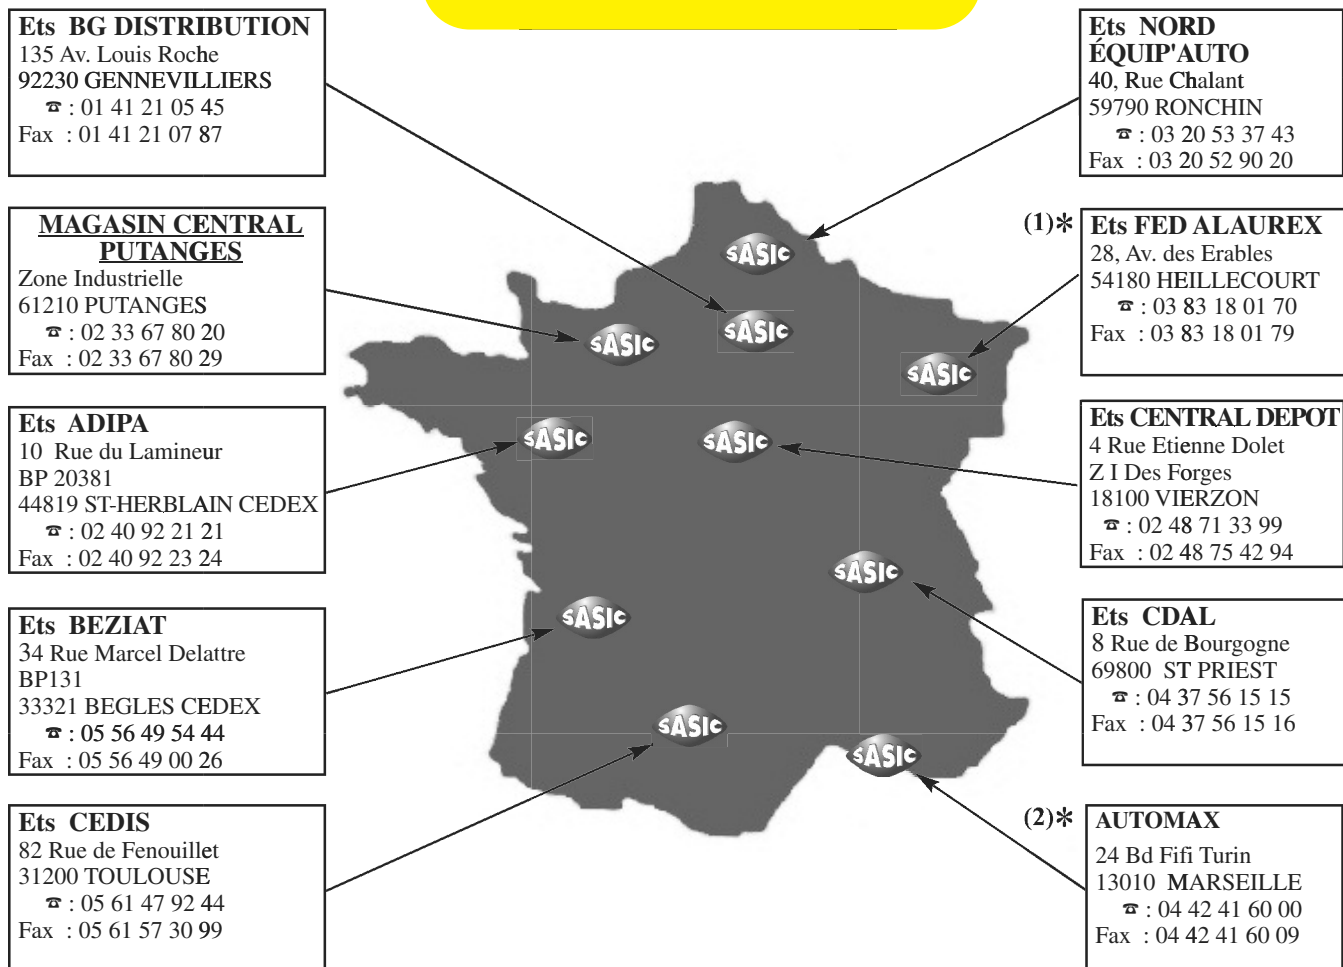 Ets BG DISTRIBUTION
135 Av. Louis Roche
92230 GENNEVILLIERS
☎ : 01 41 21 05 45
Fax : 01 41 21 07 87
MAGASIN CENTRAL
PUTANGES
Zone Industrielle
61210 PUTANGES
☎ : 02 33 67 80 20
Fax : 02 33 67 80 29
Ets ADIPA
10 Rue du Lamineur
BP 20381
44819 ST-HERBLAIN CEDEX
☎ : 02 40 92 21 21
Fax : 02 40 92 23 24
Ets BEZIAT
34 Rue Marcel Delattre
BP131
33321 BEGLES CEDEX
☎ : 05 56 49 54 44
Fax : 05 56 49 00 26
Ets CEDIS
82 Rue de Fenouillet
31200 TOULOUSE
☎ : 05 61 47 92 44
Fax : 05 61 57 30 99
SASIC
SASIC
SASIC
SASIC
SASIC
SASIC
SASIC
SASIC
SASIC
SASIC
Ets NORD
ÉQUIP'AUTO
40, Rue Chalant
59790 RONCHIN
☎ : 03 20 53 37 43
Fax : 03 20 52 90 20
(1)* Ets FED ALAUREX
28, Av. des Erables
54180 HEILLECOURT
☎ : 03 83 18 01 70
Fax : 03 83 18 01 79
Ets CENTRAL DEPOT
4 Rue Etienne Dolet
Z I Des Forges
18100 VIERZON
☎ : 02 48 71 33 99
Fax : 02 48 75 42 94
Ets CDAL
8 Rue de Bourgogne
69800 ST PRIEST
☎ : 04 37 56 15 15
Fax : 04 37 56 15 16
(2)* AUTOMAX
24 Bd Fifi Turin
13010 MARSEILLE
☎ : 04 42 41 60 00
Fax : 04 42 41 60 09